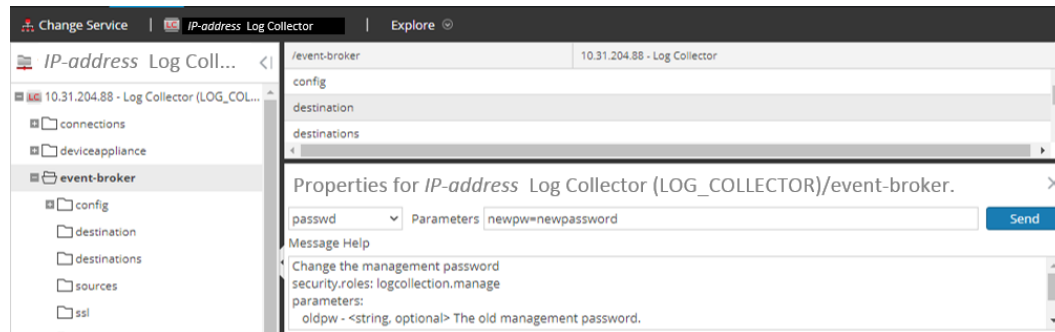 Change Service | LC IP-address Log Collector | Explore
IP-address Log Coll...
LC 10.31.204.88 - Log Collector (LOG_COL...
connections
deviceappliance
event-broker
config
destination
destinations
sources
ssl
/event-broker 10.31.204.88 - Log Collector
config
destination
destinations
Properties for IP-address Log Collector (LOG_COLLECTOR)/event-broker.
passwd Parameters newpw=newpassword Send
Message Help
Change the management password
security.roles: logcollection.manage
parameters:
oldpw - <string, optional> The old management password.